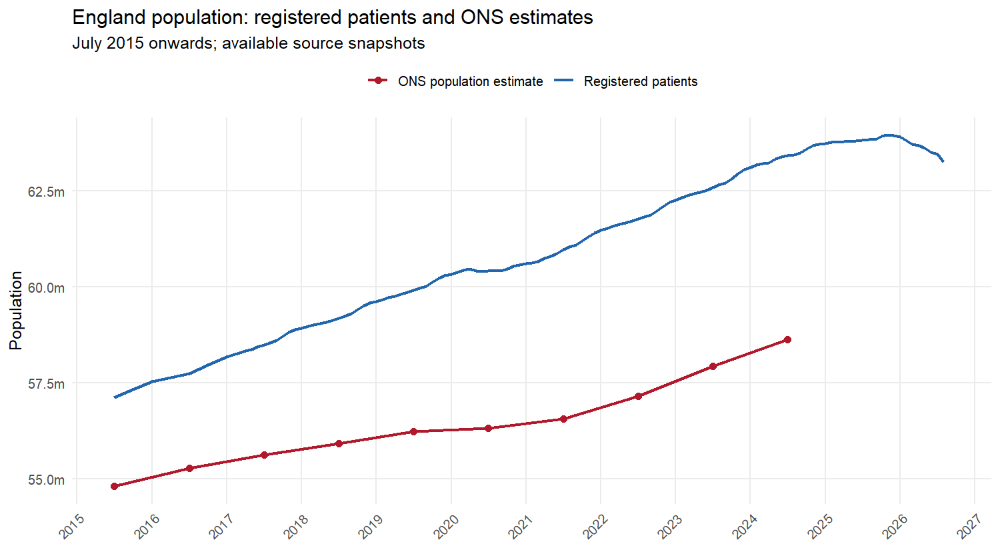 England population: registered patients and ONS estimates
July 2015 onwards; available source snapshots
ONS population estimate
Registered patients
Population
62.5m
60.0m
57.5m
55.0m
2015
2016
2017
2018
2019
2020
2021
2022
2023
2024
2025
2026
2027